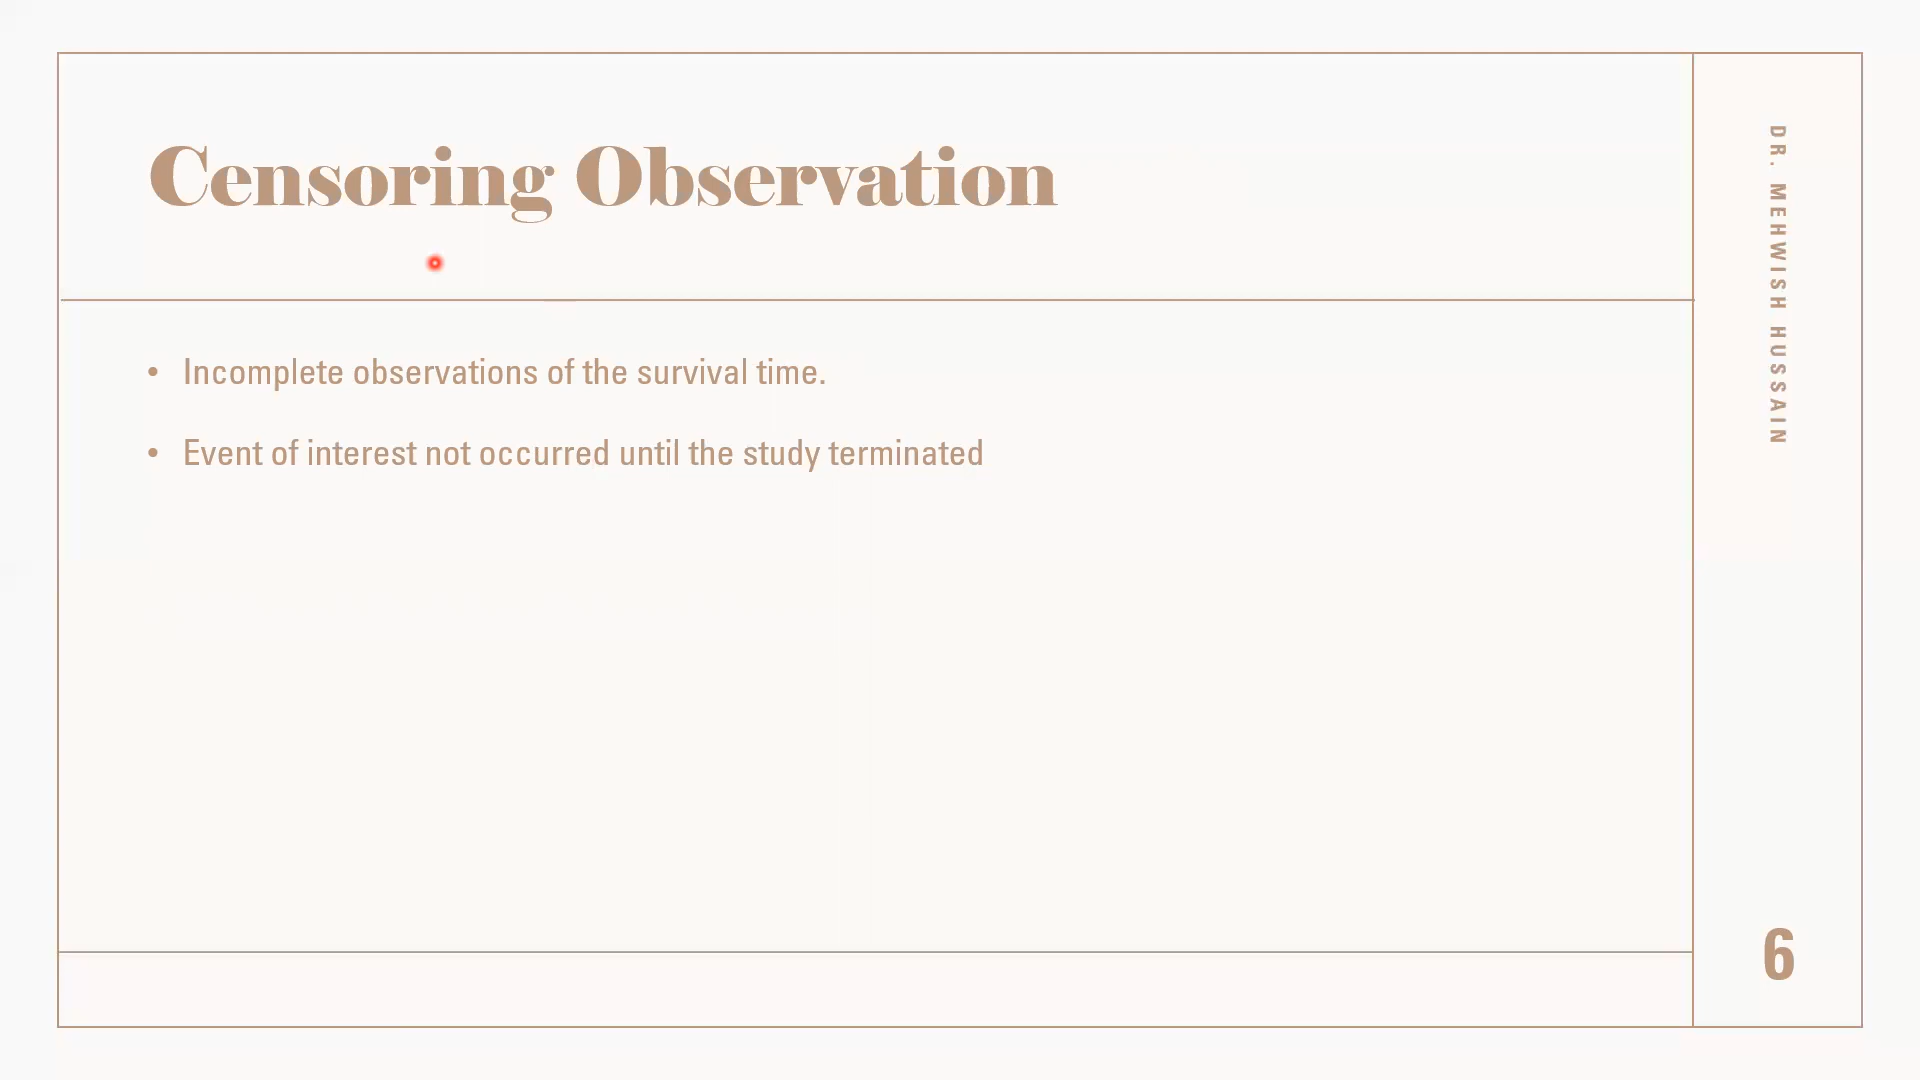 Censoring Observation
• Incomplete observations of the survival time.
• Event of interest not occurred until the study terminated
DR. MEHWISH HUSSAIN
6